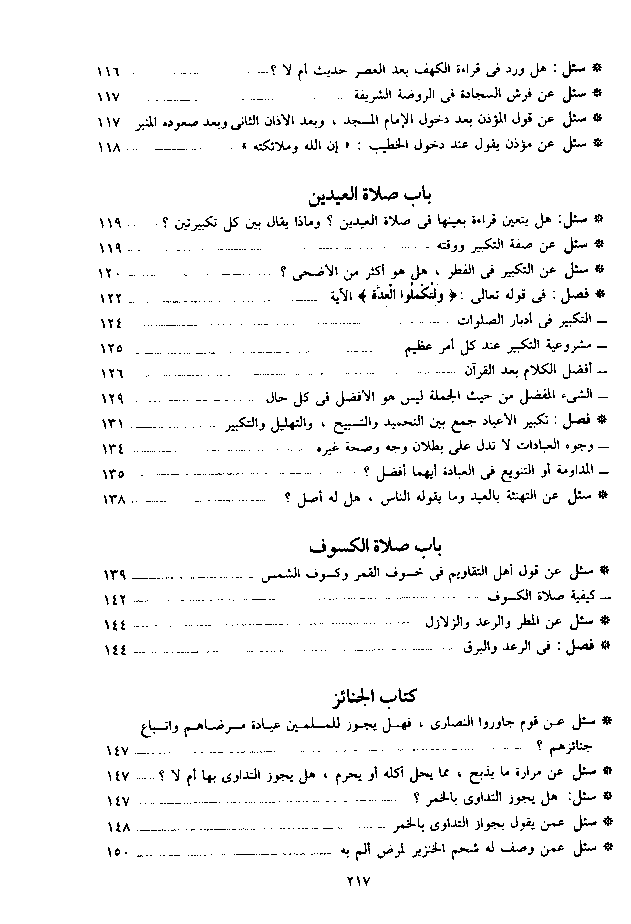 * سئل : هل ورد فى قراءة الكهف بعد العصر حديث أم لا ؟ ١١٦
* سئل عن فرش السجادة فى الروضة الشريفة ١١٧
* سئل عن قول المؤذن بعد دخول الإمام المسجد ، وبعد الأذان الثانى وبعد صعوده المنبر ١١٧
* سئل عن مؤذن يقول عند دخول الخطيب : « إن الله وملائكته » ١١٨
باب صلاة العيدين
* سئل: هل يتعين قراءة بعينها فى صلاة العيدين ؟ وماذا يقال بين كل تكبيرتين ؟ ١١٩
* سئل عن صفة التكبير ووقته ١١٩
* سئل عن التكبير فى الفطر ، هل هو أكثر من الأضحى ؟ ١٢٠
* فصل : فى قوله تعالى :﴿ وَلِتُكْمِلُوا الْعِدَّةَ ﴾ الآية ١٢٢
ــ التكبير فى أدبار الصلوات ١٢٤
ــ مشروعية التكبير عند كل أمر عظيم ١٢٥
ــ أفضل الكلام بعد القرآن ١٢٦
ــ الشىء المفضل من حيث الجملة ليس هو الأفضل فى كل حال ١٢٩
* فصل : تكبير الأعياد جمع بين التحميد والتسبيح ، والتهليل والتكبير ١٣١
ــ وجوه العبادات لا تدل على بطلان وجه وصحة غيره ١٣٤
ــ المداومة أو التنويع فى العبادة أيهما أفضل ؟ ١٣٥
* سئل عن التهنئة بالعيد وما يقوله الناس ، هل له أصل ؟ ١٣٨
باب صلاة الكسوف
* سئل عن قول أهل التقاويم فى خسوف القمر وكسوف الشمس ١٣٩
ــ كيفية صلاة الكسوف ١٤٢
* سئل عن المطر والرعد والزلازل ١٤٤
* فصل : فى الرعد والبرق ١٤٤
كتاب الجنائز
* سئل عن قوم جاوروا النصارى ، فهل يجوز للمسلمين عيادة مرضاهم واتباع
جنائزهم ؟ ١٤٧
* سئل عن مرارة ما يذبح ، مما يحل أكله أو يحرم ، هل يجوز التداوى بها أم لا ؟ ١٤٧
* سئل: هل يجوز التداوى بالخمر ؟ ١٤٧
* سئل عمن يقول بجواز التداوى بالخمر ١٤٨
* سئل عمن وصف له شحم الخنزير لمرض ألم به ١٥٠
٢١٧